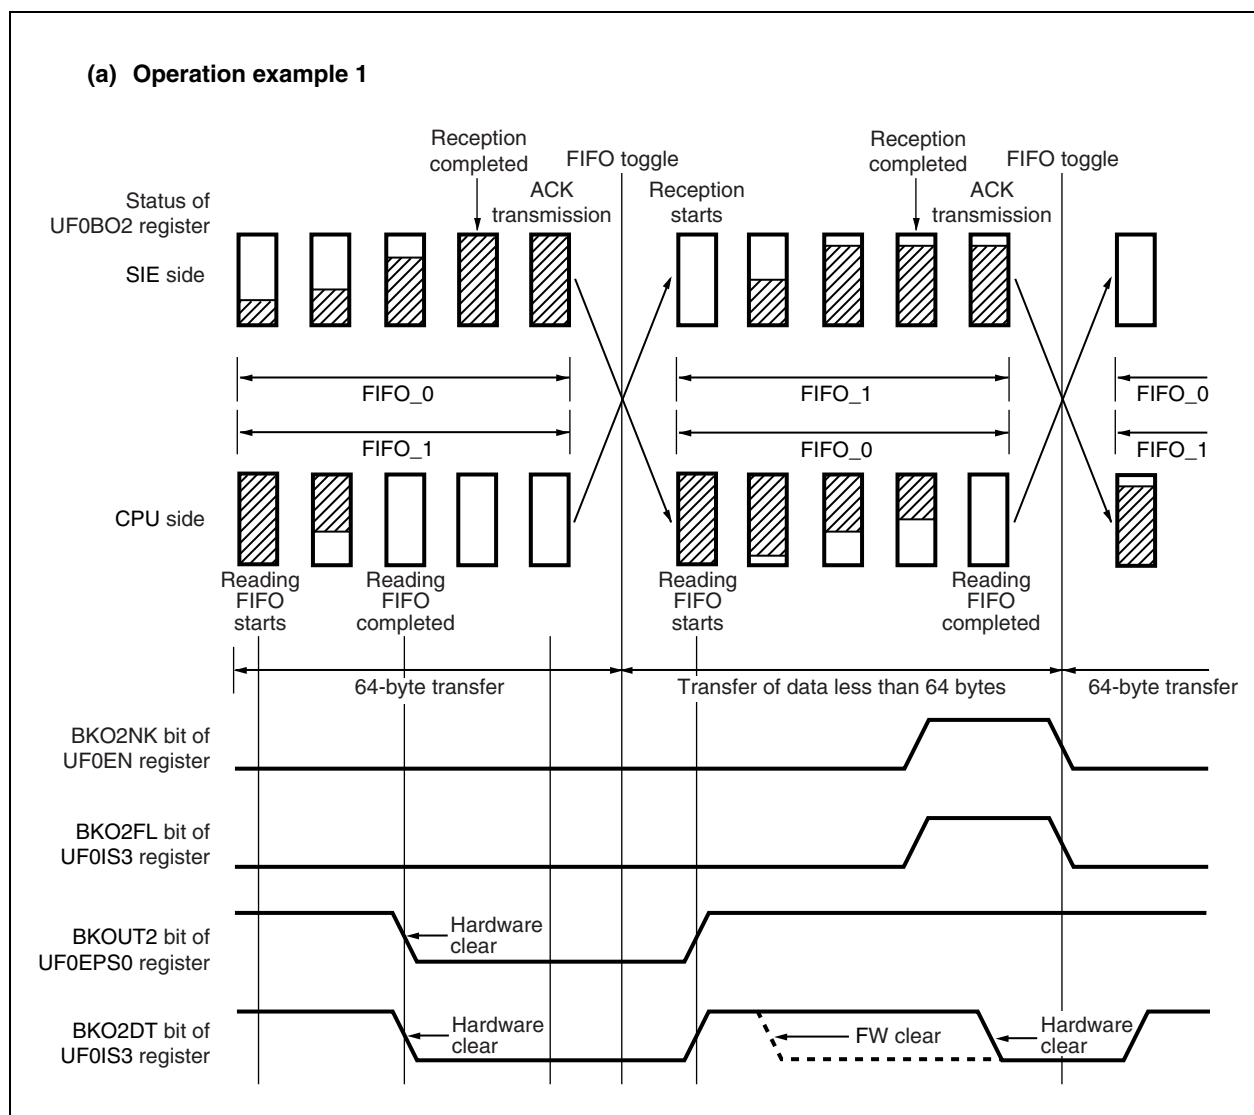 (a) Operation example 1
Reception
completed
FIFO toggle
Reception
completed
FIFO toggle
Status of
UF0BO2 register
ACK
transmission
Reception
starts
ACK
transmission
SIE side
FIFO_0
FIFO_1
FIFO_0
FIFO_1
FIFO_0
FIFO_1
CPU side
Reading
FIFO
starts
Reading
FIFO
completed
Reading
FIFO
starts
Reading
FIFO
completed
64-byte transfer
Transfer of data less than 64 bytes
64-byte transfer
BKO2NK bit of
UF0EN register
BKO2FL bit of
UF0IS3 register
BKOUT2 bit of
UF0EPS0 register
Hardware
clear
BKO2DT bit of
UF0IS3 register
Hardware
clear
FW clear
Hardware
clear